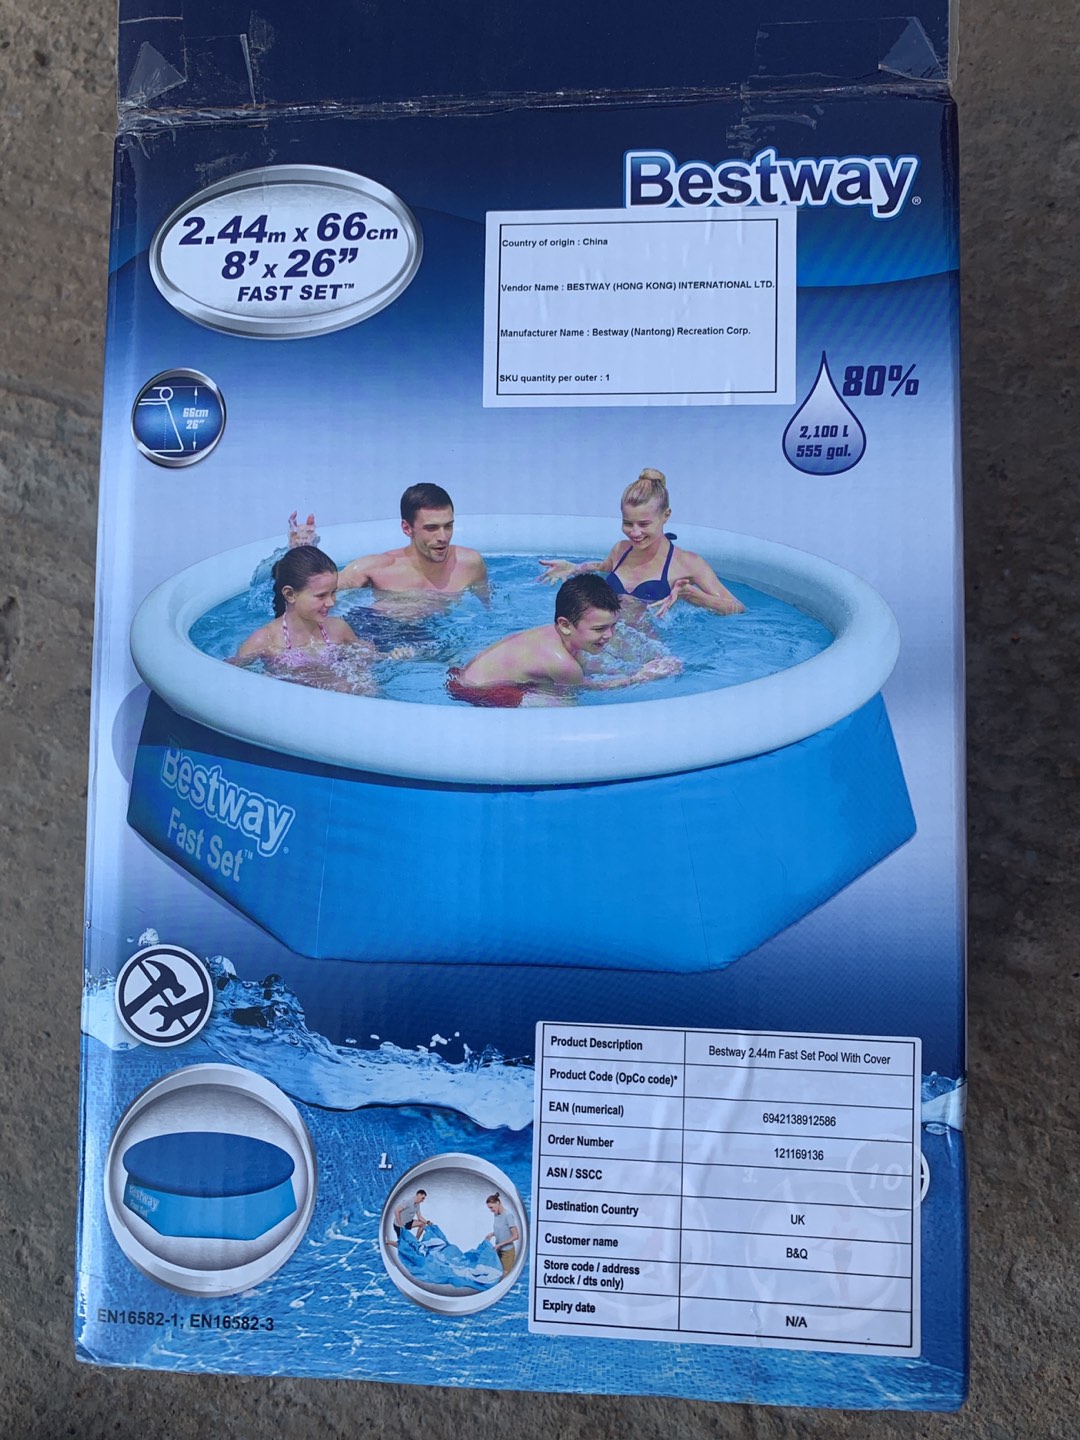 Bestway®
2.44m x 66cm
8' x 26"
FAST SET™
Country of origin : China
Vendor Name : BESTWAY (HONG KONG) INTERNATIONAL LTD.
Manufacturer Name : Bestway (Nantong) Recreation Corp.
SKU quantity per outer : 1
66cm
26"
80%
2,100 L
555 gal.
Bestway®
Fast Set™
Product Description Bestway 2.44m Fast Set Pool With Cover
Product Code (OpCo code)*
EAN (numerical) 6942138912586
Order Number 121169136
ASN / SSCC
Destination Country UK
Customer name B&Q
Store code / address
(xdock / dts only)
Expiry date N/A
1.
3.
10'
Bestway
EN16582-1; EN16582-3